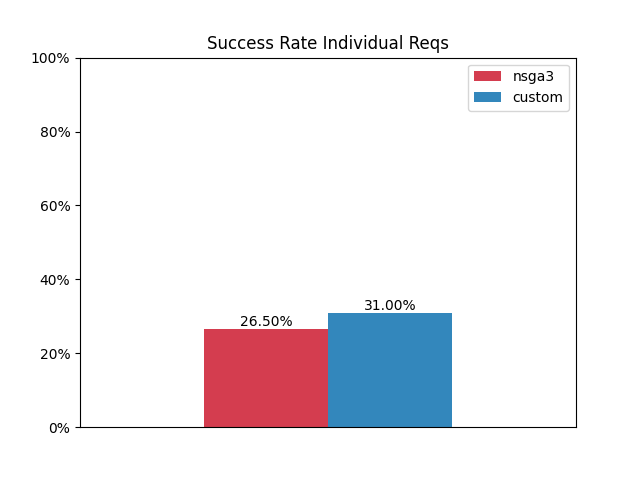 Success Rate Individual Reqs
100%
80%
60%
40%
20%
0%
nsga3
custom
26.50%
31.00%